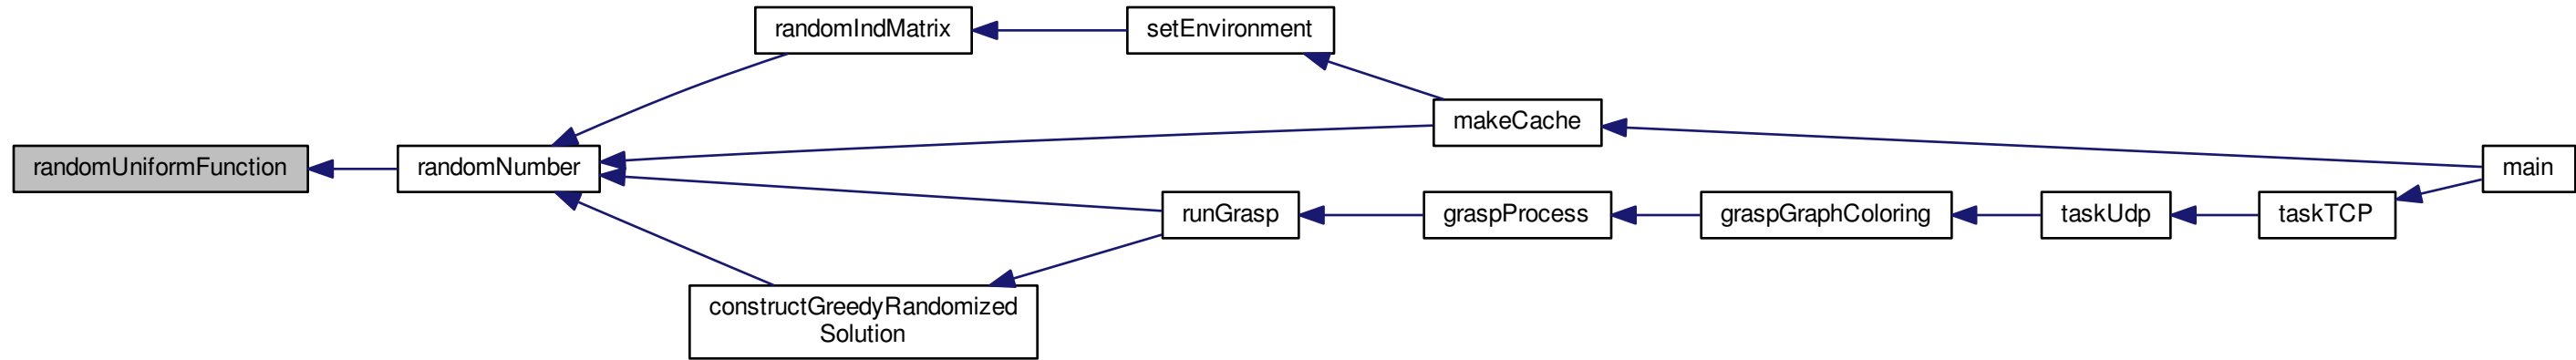 randomUniformFunction
randomNumber
randomIndMatrix
setEnvironment
makeCache
main
runGrasp
graspProcess
graspGraphColoring
taskUdp
taskTCP
constructGreedyRandomized
Solution